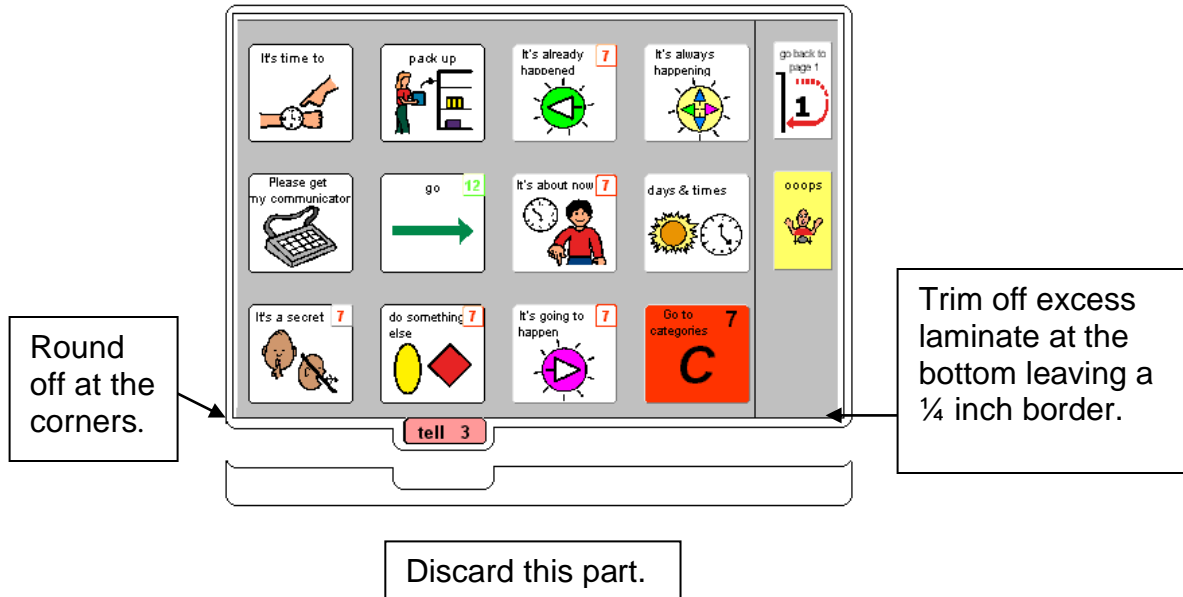 It's time to
pack up
It's already 7
happened
It's always
happening
go back to
page 1
1
Please get
my communicator
go 12
It's about now 7
days & times
ooops
It's a secret 7
do something 7
else
It's going to 7
happen
Go to 7
categories
C
tell 3
Round
off at the
corners.
Trim off excess
laminate at the
bottom leaving a
¼ inch border.
Discard this part.